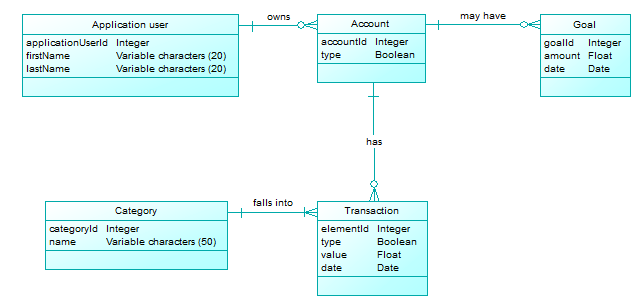 Application user
applicationUserId Integer
firstName Variable characters (20)
lastName Variable characters (20)
owns
Account
accountId Integer
type Boolean
may have
Goal
goalId Integer
amount Float
date Date
has
Category
categoryId Integer
name Variable characters (50)
falls into
Transaction
elementId Integer
type Boolean
value Float
date Date